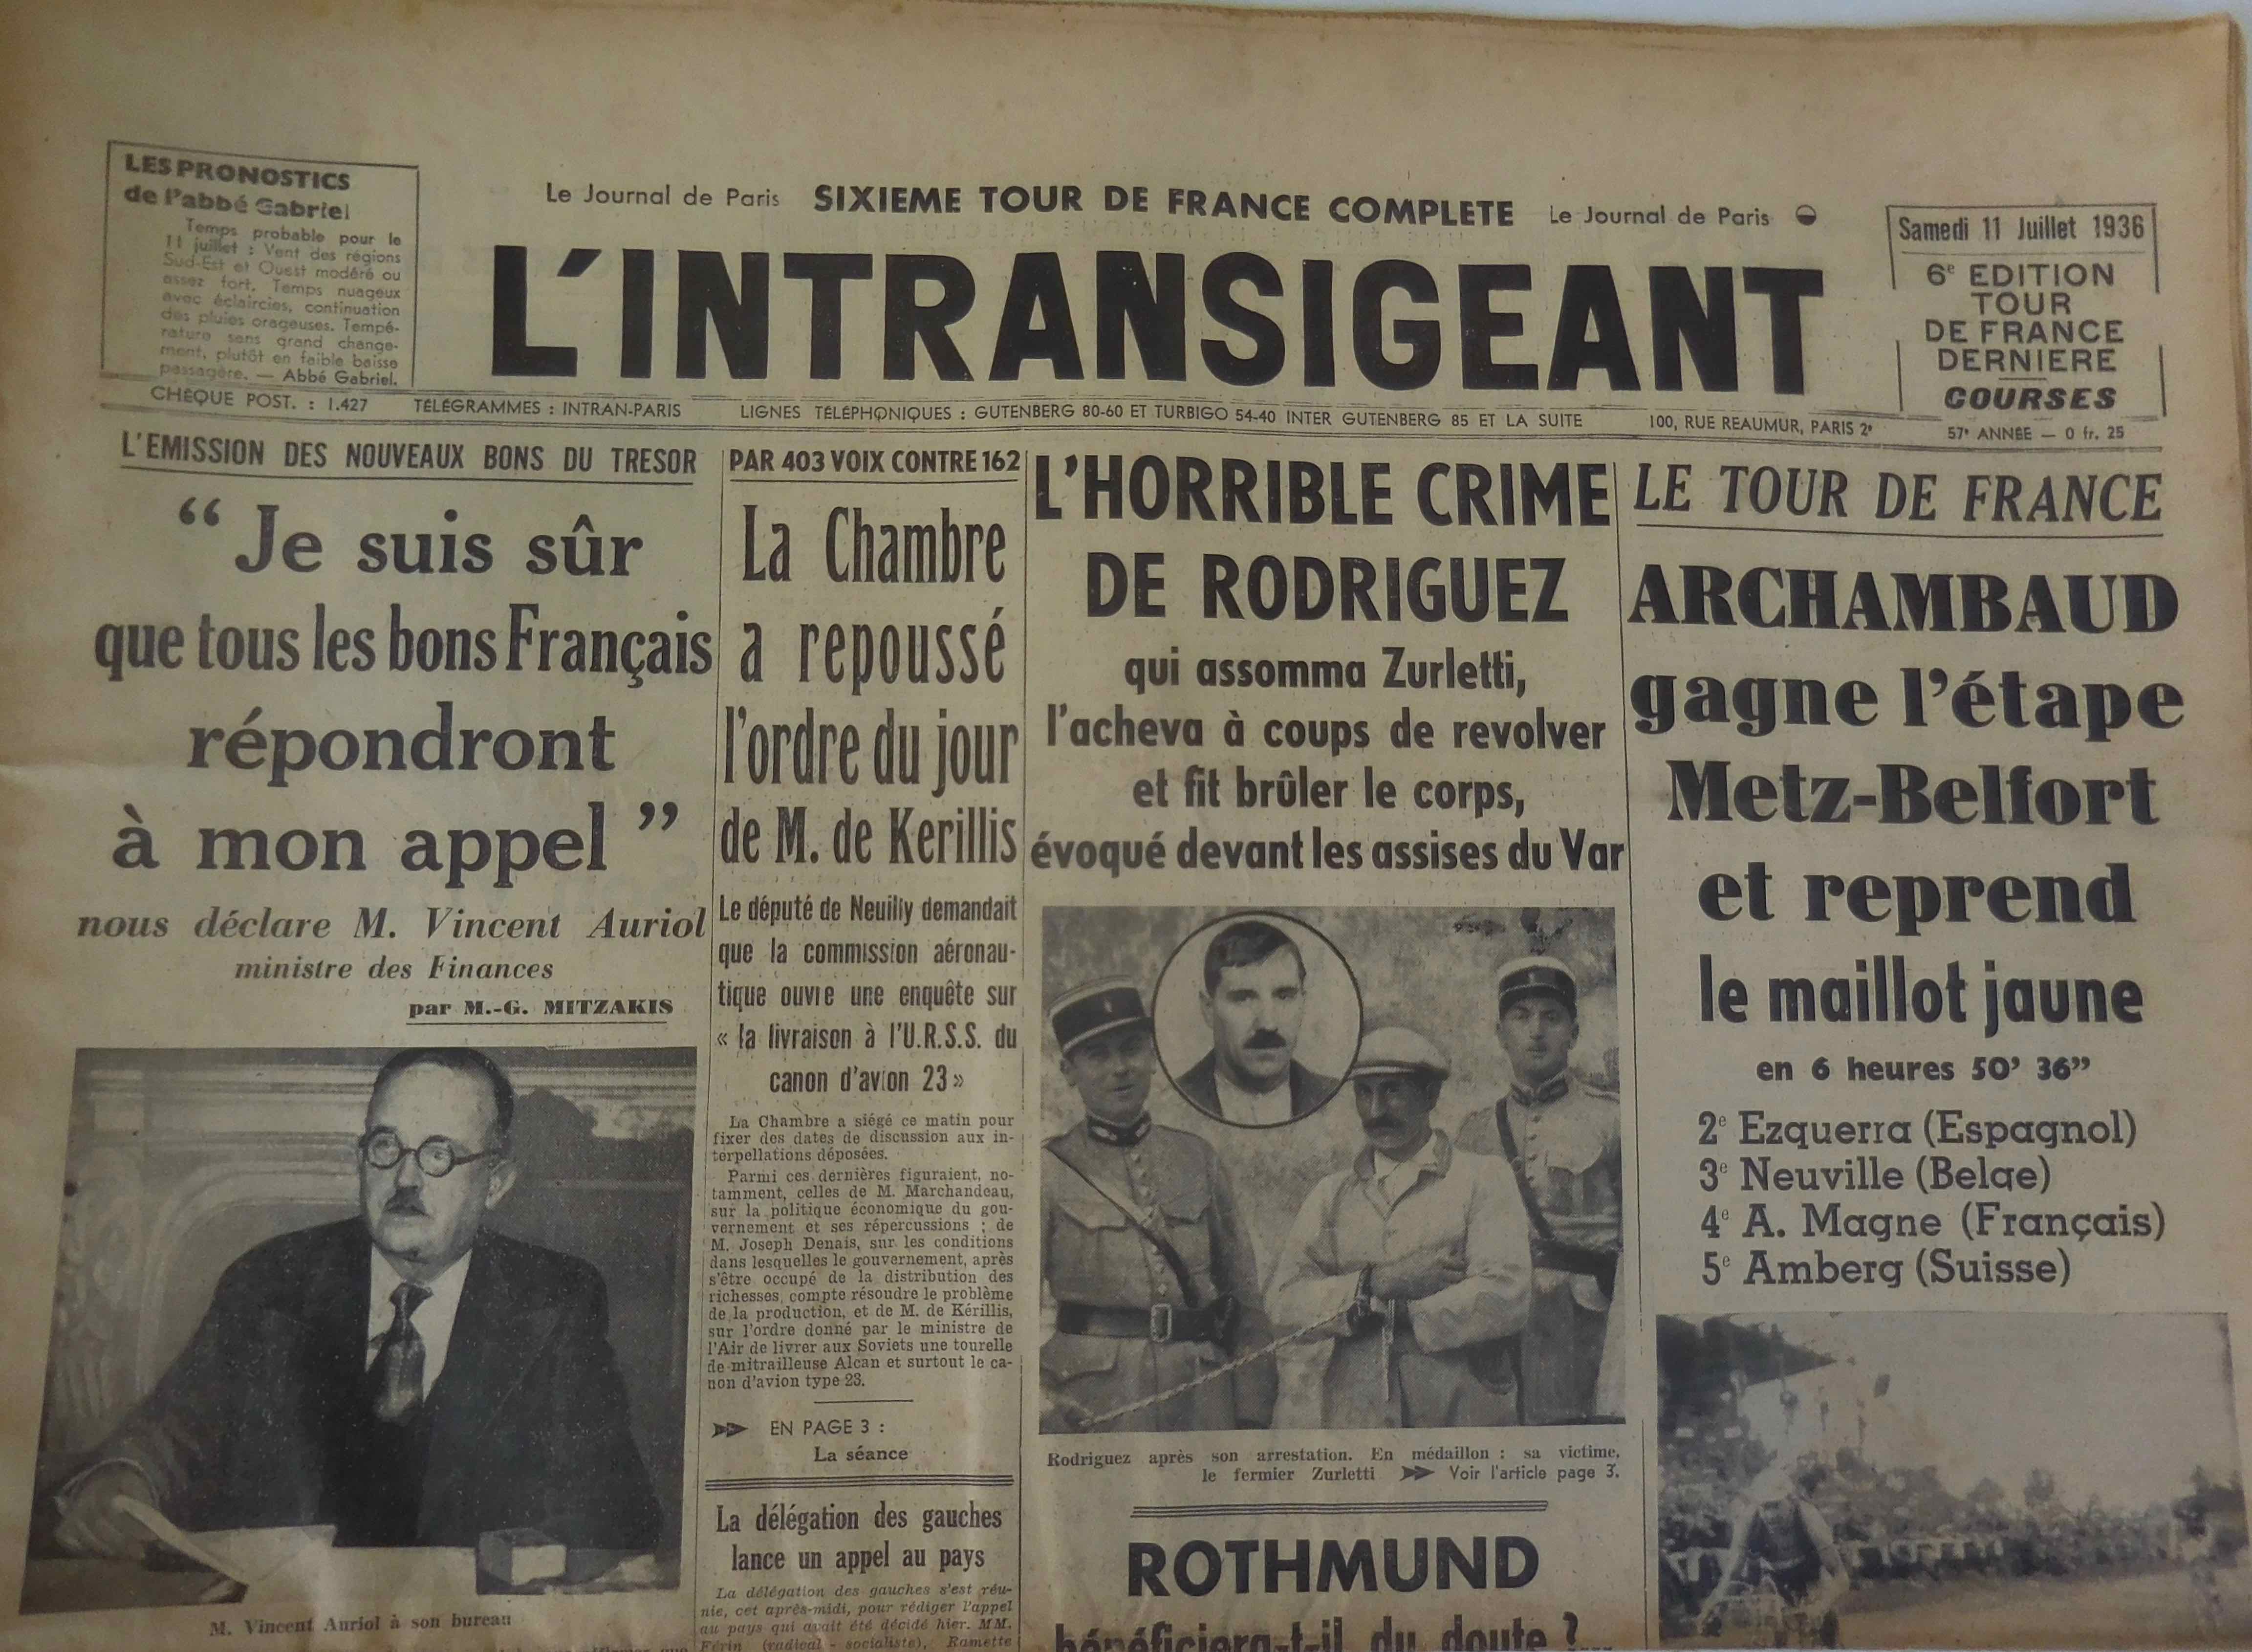 LES PRONOSTICS
de l'abbé Gabriel
Temps probable pour le
11 juillet : Vent des régions
Sud-Est et Ouest modéré ou
assez fort. Temps nuageux
avec éclaircies, continuation
des pluies orageuses. Tempé-
rature sans grand change-
ment, plutôt en faible baisse
passagère. — Abbé Gabriel.
Le Journal de Paris SIXIEME TOUR DE FRANCE COMPLETE Le Journal de Paris
L'INTRANSIGEANT
Samedi 11 Juillet 1936
6e EDITION
TOUR
DE FRANCE
DERNIERE
COURSES
CHEQUE POST. : 1.427 TÉLÉGRAMMES : INTRAN-PARIS LIGNES TÉLÉPHONIQUES : GUTENBERG 80-60 ET TURBIGO 54-40 INTER GUTENBERG 85 ET LA SUITE 100, RUE REAUMUR, PARIS 2e 57e ANNEE — 0 fr. 25
L'EMISSION DES NOUVEAUX BONS DU TRESOR
“ Je suis sûr
que tous les bons Français
répondront
à mon appel ”
nous déclare M. Vincent Auriol
ministre des Finances
par M.-G. MITZAKIS
M. Vincent Auriol à son bureau
PAR 403 VOIX CONTRE 162
La Chambre
a repoussé
l'ordre du jour
de M. de Kerillis
Le député de Neuilly demandait
que la commission aéronau-
tique ouvre une enquête sur
« la livraison à l'U.R.S.S. du
canon d'avion 23 »
La Chambre a siégé ce matin pour
fixer des dates de discussion aux in-
terpellations déposées.
Parmi ces dernières figuraient, no-
tamment, celles de M. Marchandeau,
sur la politique économique du gou-
vernement et ses répercussions ; de
M. Joseph Denais, sur les conditions
dans lesquelles le gouvernement, après
s'être occupé de la distribution des
richesses, compte résoudre le problème
de la production, et de M. de Kérillis,
sur l'ordre donné par le ministre de
l'Air de livrer aux Soviets une tourelle
de mitrailleuse Alcan et surtout le ca-
non d'avion type 23.
EN PAGE 3 :
La séance
La délégation des gauches
lance un appel au pays
La délégation des gauches s'est réu-
nie, cet après-midi, pour rédiger l'appel
au pays qui avait été décidé hier. MM.
Férin (radical - socialiste), Ramette
L'HORRIBLE CRIME
DE RODRIGUEZ
qui assomma Zurletti,
l'acheva à coups de revolver
et fit brûler le corps,
évoqué devant les assises du Var
Rodriguez après son arrestation. En médaillon : sa victime,
le fermier Zurletti Voir l'article page 3.
ROTHMUND
bénéficiera-t-il du doute ?...
LE TOUR DE FRANCE
ARCHAMBAUD
gagne l'étape
Metz-Belfort
et reprend
le maillot jaune
en 6 heures 50' 36”
2e Ezquerra (Espagnol)
3e Neuville (Belge)
4e A. Magne (Français)
5e Amberg (Suisse)